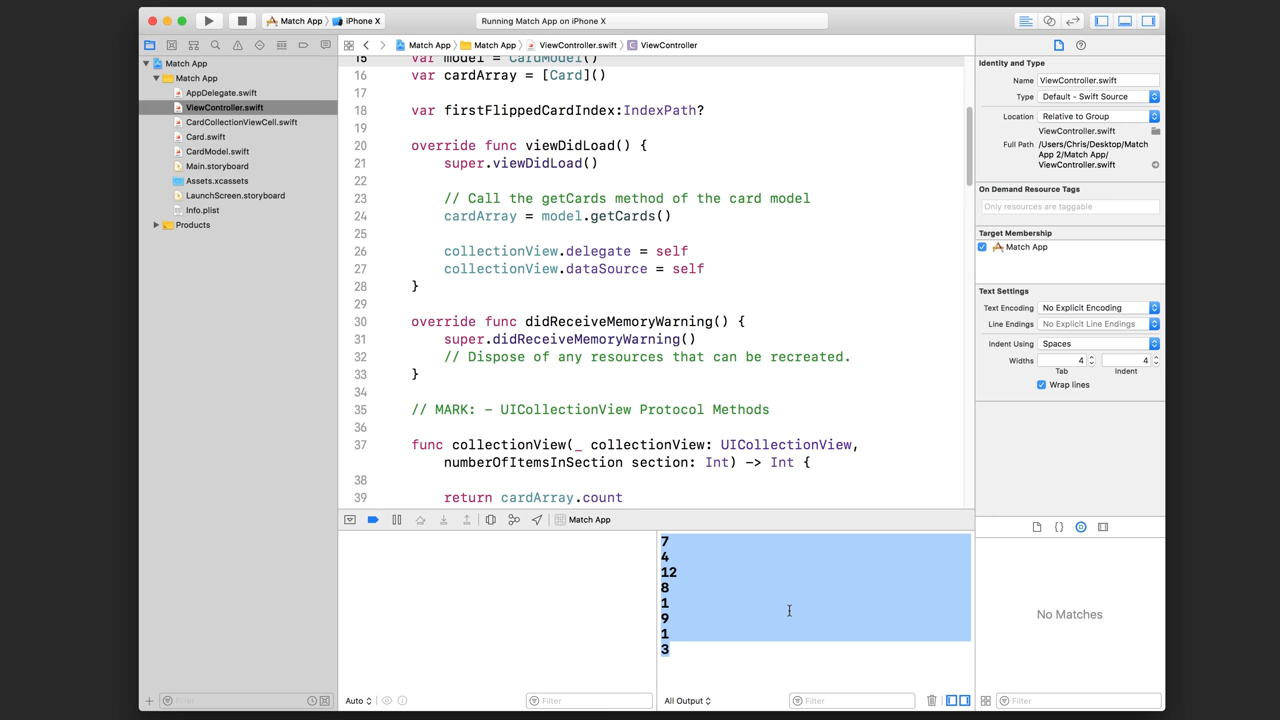 Match App
iPhone X
Running Match App on iPhone X
Match App
Match App
ViewController.swift
C
ViewController
Match App
Match App
AppDelegate.swift
ViewController.swift
CardCollectionViewCell.swift
Card.swift
CardModel.swift
Main.storyboard
Assets.xcassets
LaunchScreen.storyboard
Info.plist
Products
Filter
15 var model = CardModel()
16 var cardArray = [Card]()
17
18 var firstFlippedCardIndex:IndexPath?
19
20 override func viewDidLoad() {
21 super.viewDidLoad()
22
23 // Call the getCards method of the card model
24 cardArray = model.getCards()
25
26 collectionView.delegate = self
27 collectionView.dataSource = self
28 }
29
30 override func didReceiveMemoryWarning() {
31 super.didReceiveMemoryWarning()
32 // Dispose of any resources that can be recreated.
33 }
34
35 // MARK: - UICollectionView Protocol Methods
36
37 func collectionView(_ collectionView: UICollectionView,
numberOfItemsInSection section: Int) -> Int {
38
39 return cardArray.count
Match App
7
4
12
8
1
9
1
3
Auto
Filter
All Output
Filter
Identity and Type
Name ViewController.swift
Type Default - Swift Source
Location Relative to Group
ViewController.swift
Full Path /Users/Chris/Desktop/Match
App 2/Match App/
ViewController.swift
On Demand Resource Tags
Only resources are taggable
Target Membership
Match App
Text Settings
Text Encoding No Explicit Encoding
Line Endings No Explicit Line Endings
Indent Using Spaces
Widths 4 4
Tab Indent
Wrap lines
{}
No Matches
Filter